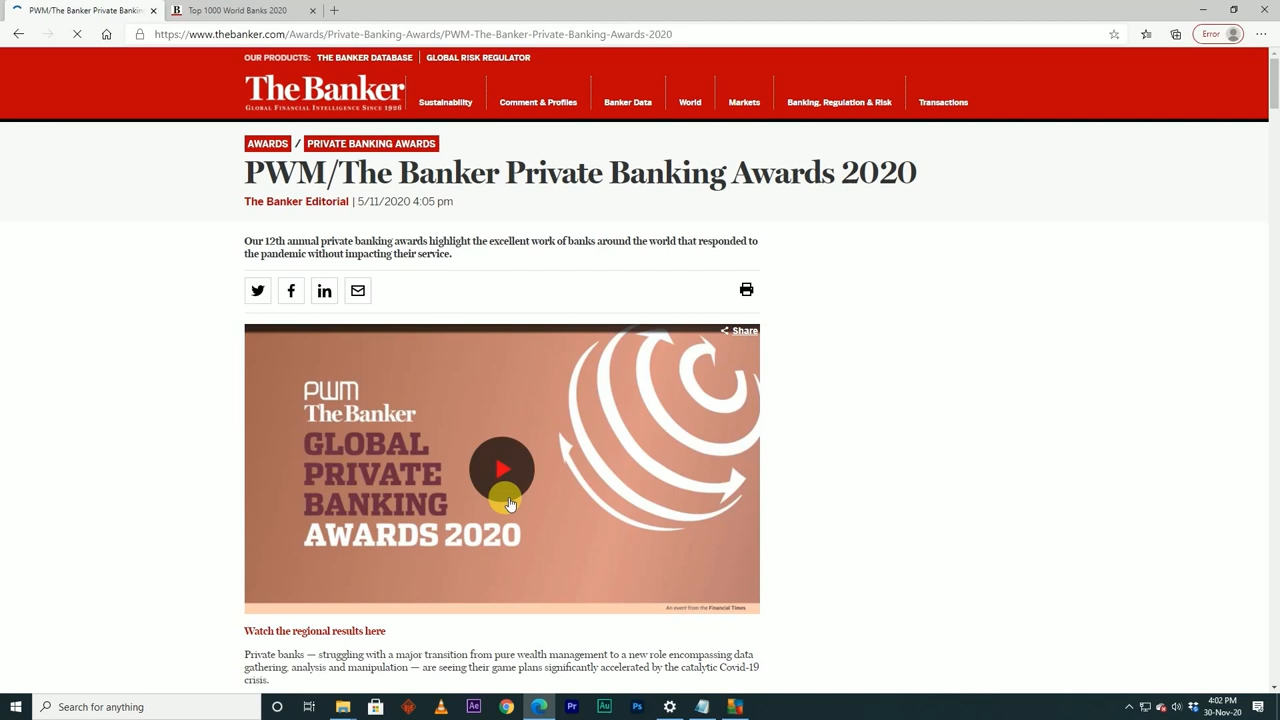 PWM/The Banker Private Banking
Top 1000 World Banks 2020
https://www.thebanker.com/Awards/Private-Banking-Awards/PWM-The-Banker-Private-Banking-Awards-2020
Error
OUR PRODUCTS: THE BANKER DATABASE GLOBAL RISK REGULATOR
The Banker
GLOBAL FINANCIAL INTELLIGENCE SINCE 1926
Sustainability Comment & Profiles Banker Data World Markets Banking, Regulation & Risk Transactions
AWARDS / PRIVATE BANKING AWARDS
PWM/The Banker Private Banking Awards 2020
The Banker Editorial | 5/11/2020 4:05 pm
Our 12th annual private banking awards highlight the excellent work of banks around the world that responded to
the pandemic without impacting their service.
Share
PWM
The Banker
GLOBAL
PRIVATE
BANKING
AWARDS 2020
An event from the Financial Times
Watch the regional results here
Private banks — struggling with a major transition from pure wealth management to a new role encompassing data
gathering, analysis and manipulation — are seeing their game plans significantly accelerated by the catalytic Covid-19
crisis.
Search for anything
Ae
Pr
Au
Ps
4:02 PM
30-Nov-20